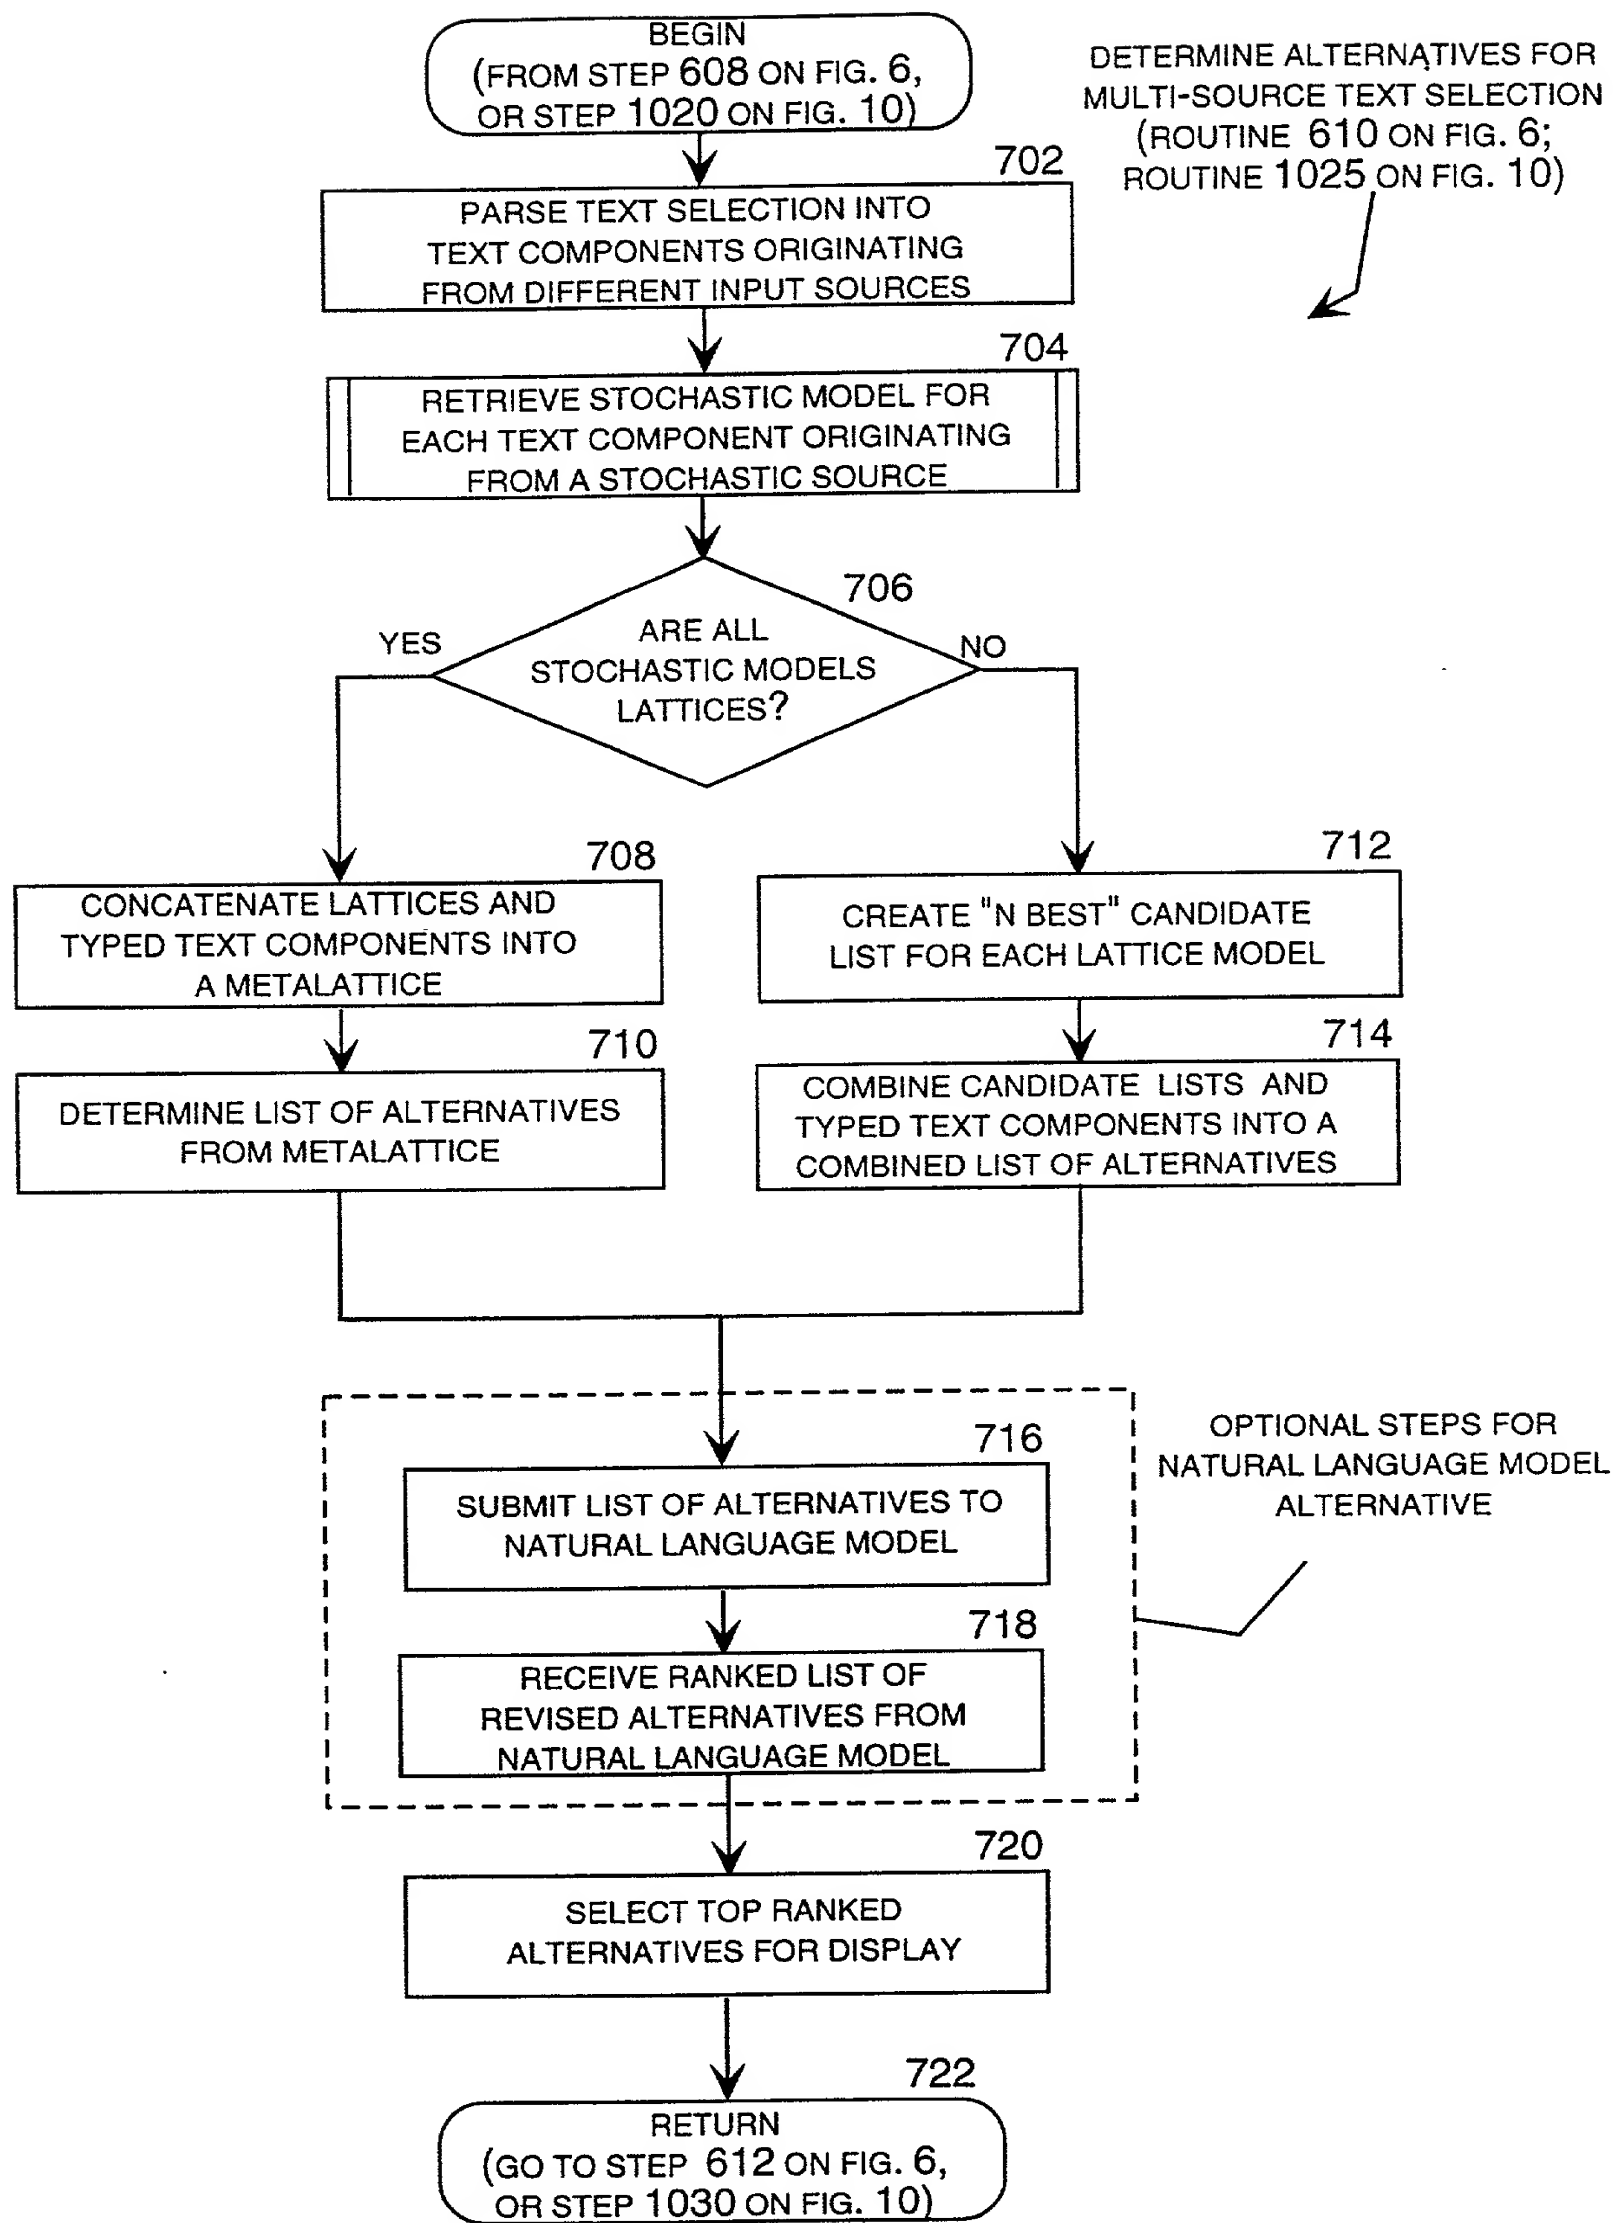 BEGIN
(FROM STEP 608 ON FIG. 6,
OR STEP 1020 ON FIG. 10)
DETERMINE ALTERNATIVES FOR
MULTI-SOURCE TEXT SELECTION
(ROUTINE 610 ON FIG. 6;
ROUTINE 1025 ON FIG. 10)
702
PARSE TEXT SELECTION INTO
TEXT COMPONENTS ORIGINATING
FROM DIFFERENT INPUT SOURCES
704
RETRIEVE STOCHASTIC MODEL FOR
EACH TEXT COMPONENT ORIGINATING
FROM A STOCHASTIC SOURCE
706
YES
ARE ALL
STOCHASTIC MODELS
LATTICES?
NO
708
CONCATENATE LATTICES AND
TYPED TEXT COMPONENTS INTO
A METALATTICE
710
DETERMINE LIST OF ALTERNATIVES
FROM METALATTICE
712
CREATE "N BEST" CANDIDATE
LIST FOR EACH LATTICE MODEL
714
COMBINE CANDIDATE LISTS AND
TYPED TEXT COMPONENTS INTO A
COMBINED LIST OF ALTERNATIVES
716
SUBMIT LIST OF ALTERNATIVES TO
NATURAL LANGUAGE MODEL
OPTIONAL STEPS FOR
NATURAL LANGUAGE MODEL
ALTERNATIVE
718
RECEIVE RANKED LIST OF
REVISED ALTERNATIVES FROM
NATURAL LANGUAGE MODEL
720
SELECT TOP RANKED
ALTERNATIVES FOR DISPLAY
722
RETURN
(GO TO STEP 612 ON FIG. 6,
OR STEP 1030 ON FIG. 10)